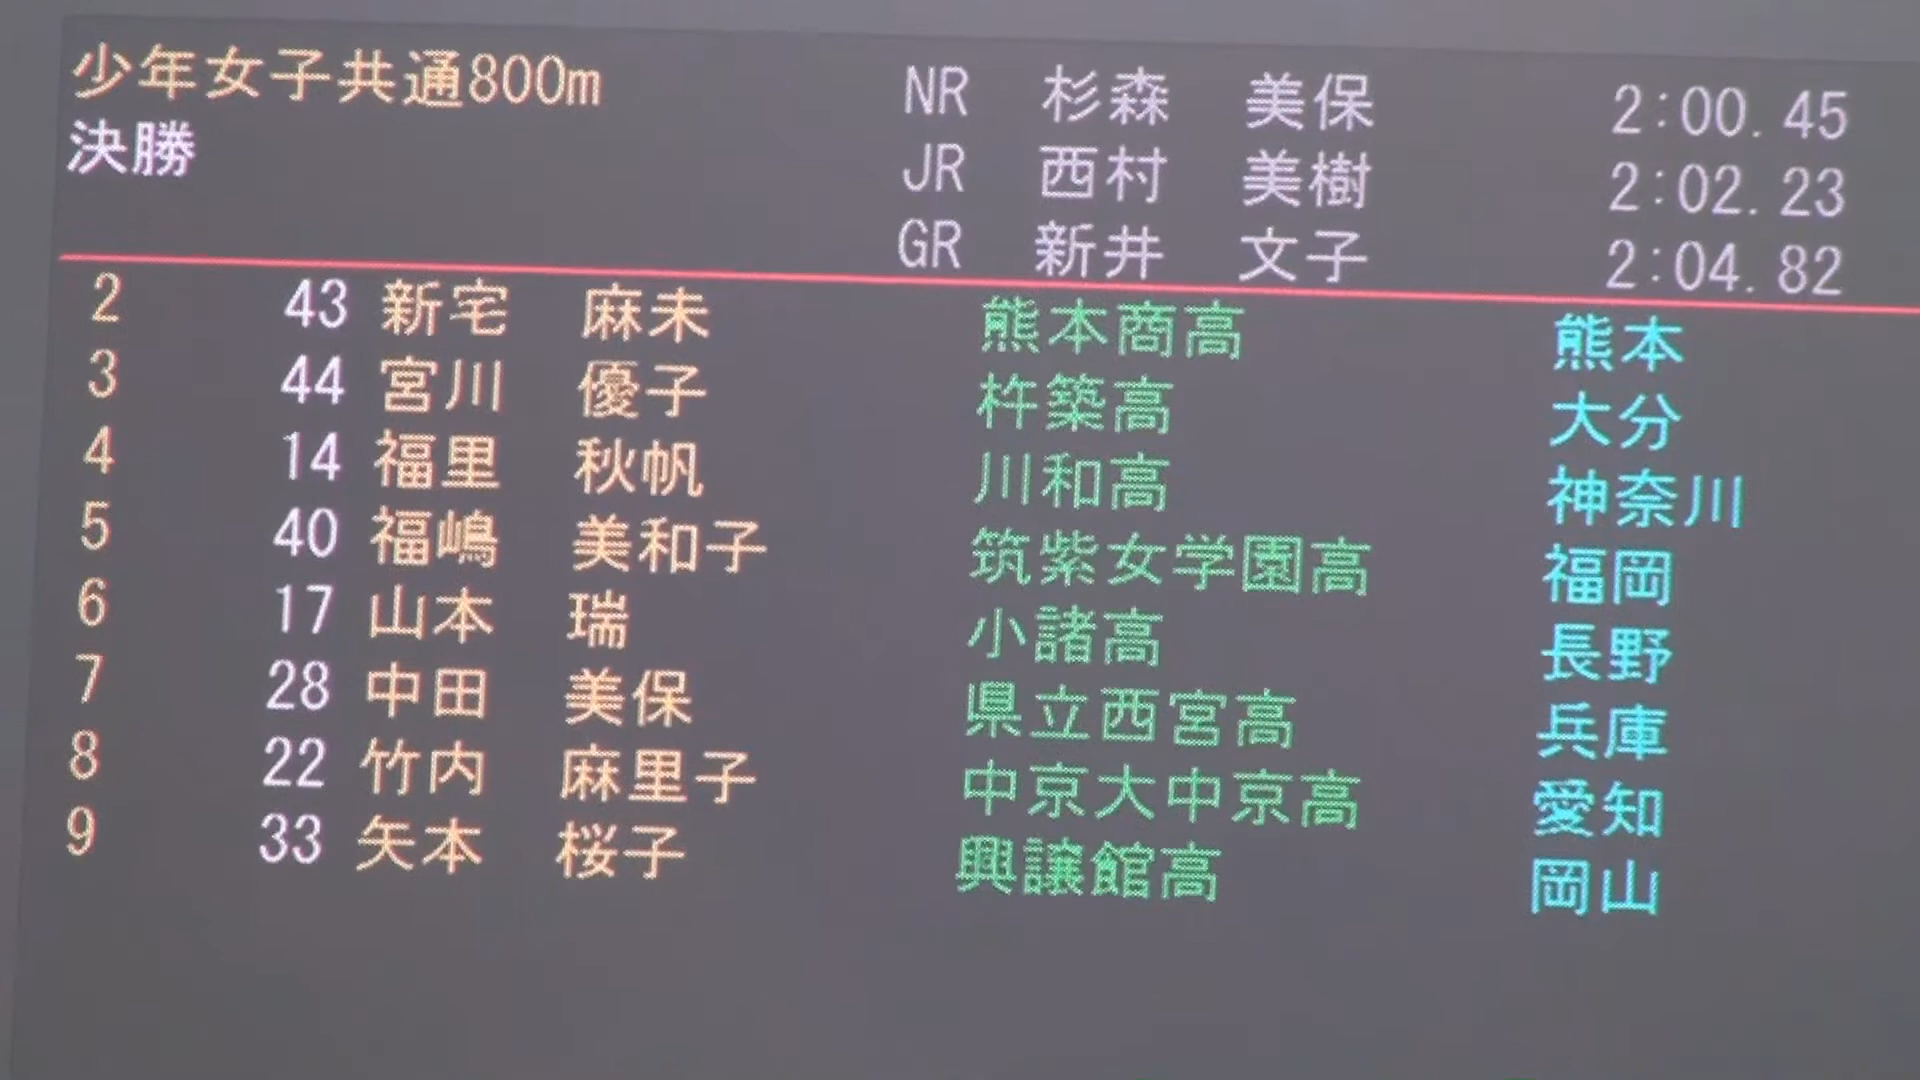 少年女子共通800m
決勝
NR 杉森 美保 2:00.45
JR 西村 美樹 2:02.23
GR 新井 文子 2:04.82
2 43 新宅 麻未 熊本商高 熊本
3 44 宮川 優子 杵築高 大分
4 14 福里 秋帆 川和高 神奈川
5 40 福嶋 美和子 筑紫女学園高 福岡
6 17 山本 瑞 小諸高 長野
7 28 中田 美保 県立西宮高 兵庫
8 22 竹内 麻里子 中京大中京高 愛知
9 33 矢本 桜子 興譲館高 岡山